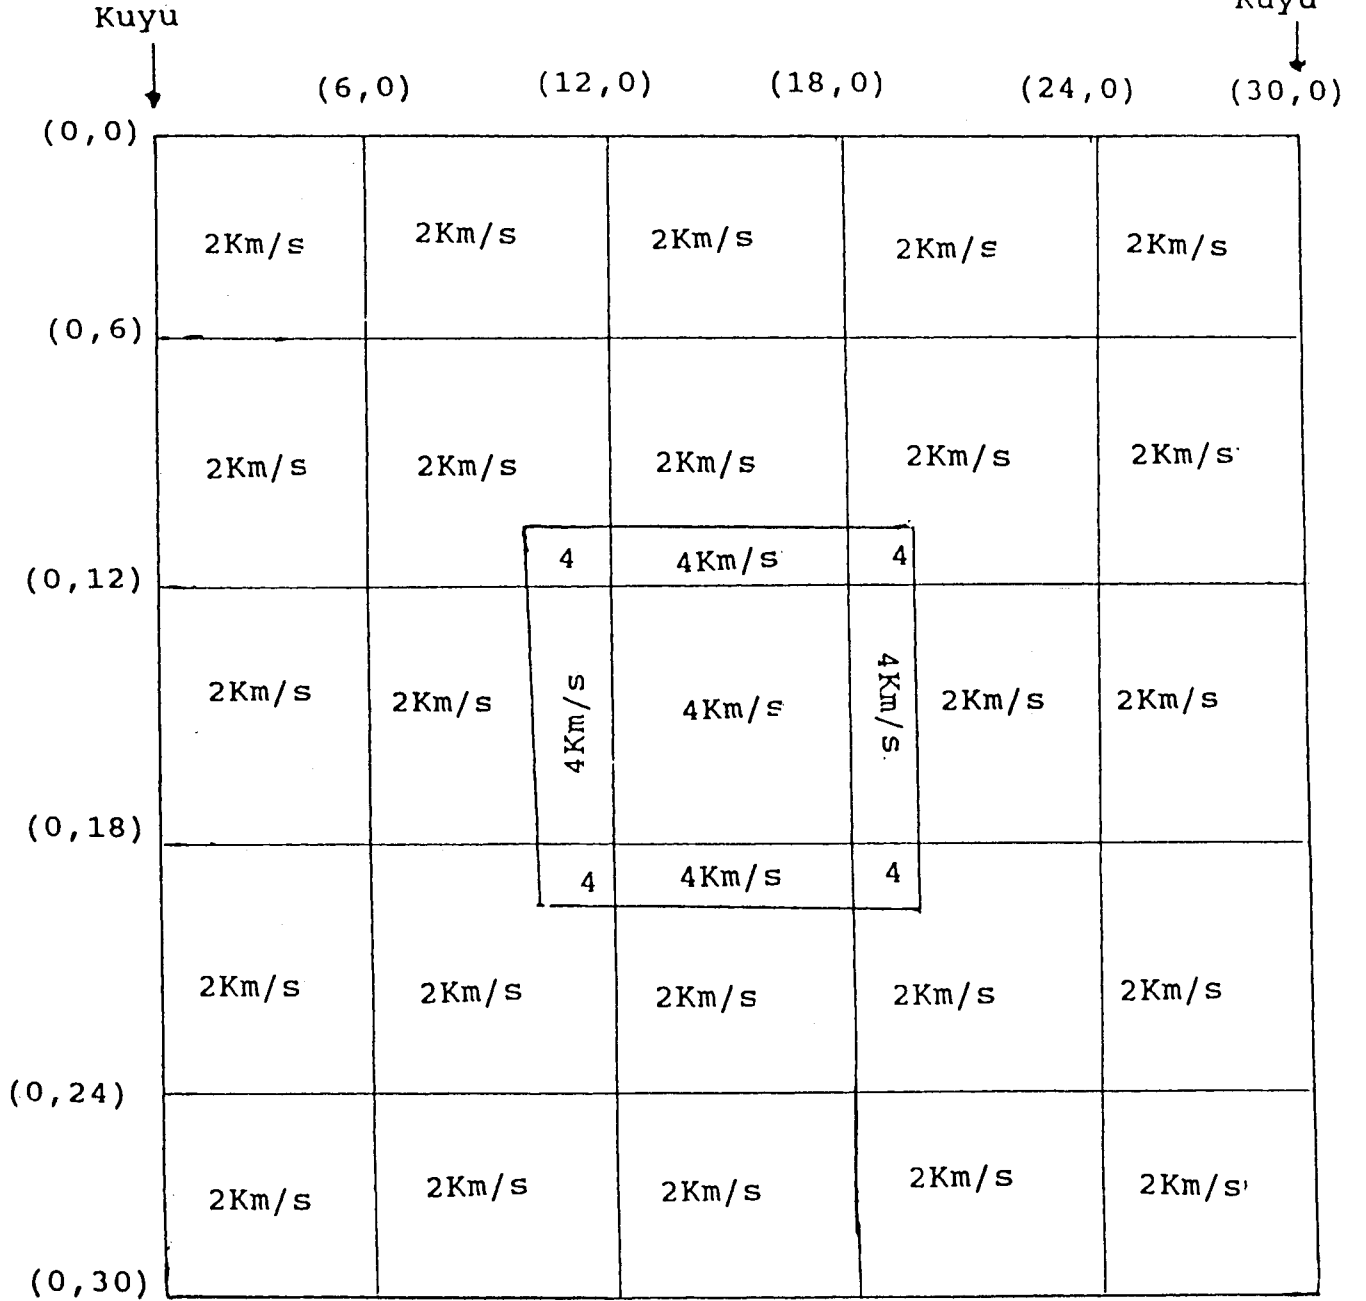 Kuyu Kuyu
(6,0) (12,0) (18,0) (24,0) (30,0)
(0,0)
2Km/s 2Km/s 2Km/s 2Km/s 2Km/s
(0,6)
2Km/s 2Km/s 2Km/s 2Km/s 2Km/s
4 4Km/s 4
(0,12)
2Km/s 2Km/s 4Km/s 4Km/s 4Km/s 2Km/s 2Km/s
(0,18)
4 4Km/s 4
2Km/s 2Km/s 2Km/s 2Km/s 2Km/s
(0,24)
2Km/s 2Km/s 2Km/s 2Km/s 2Km/s
(0,30)